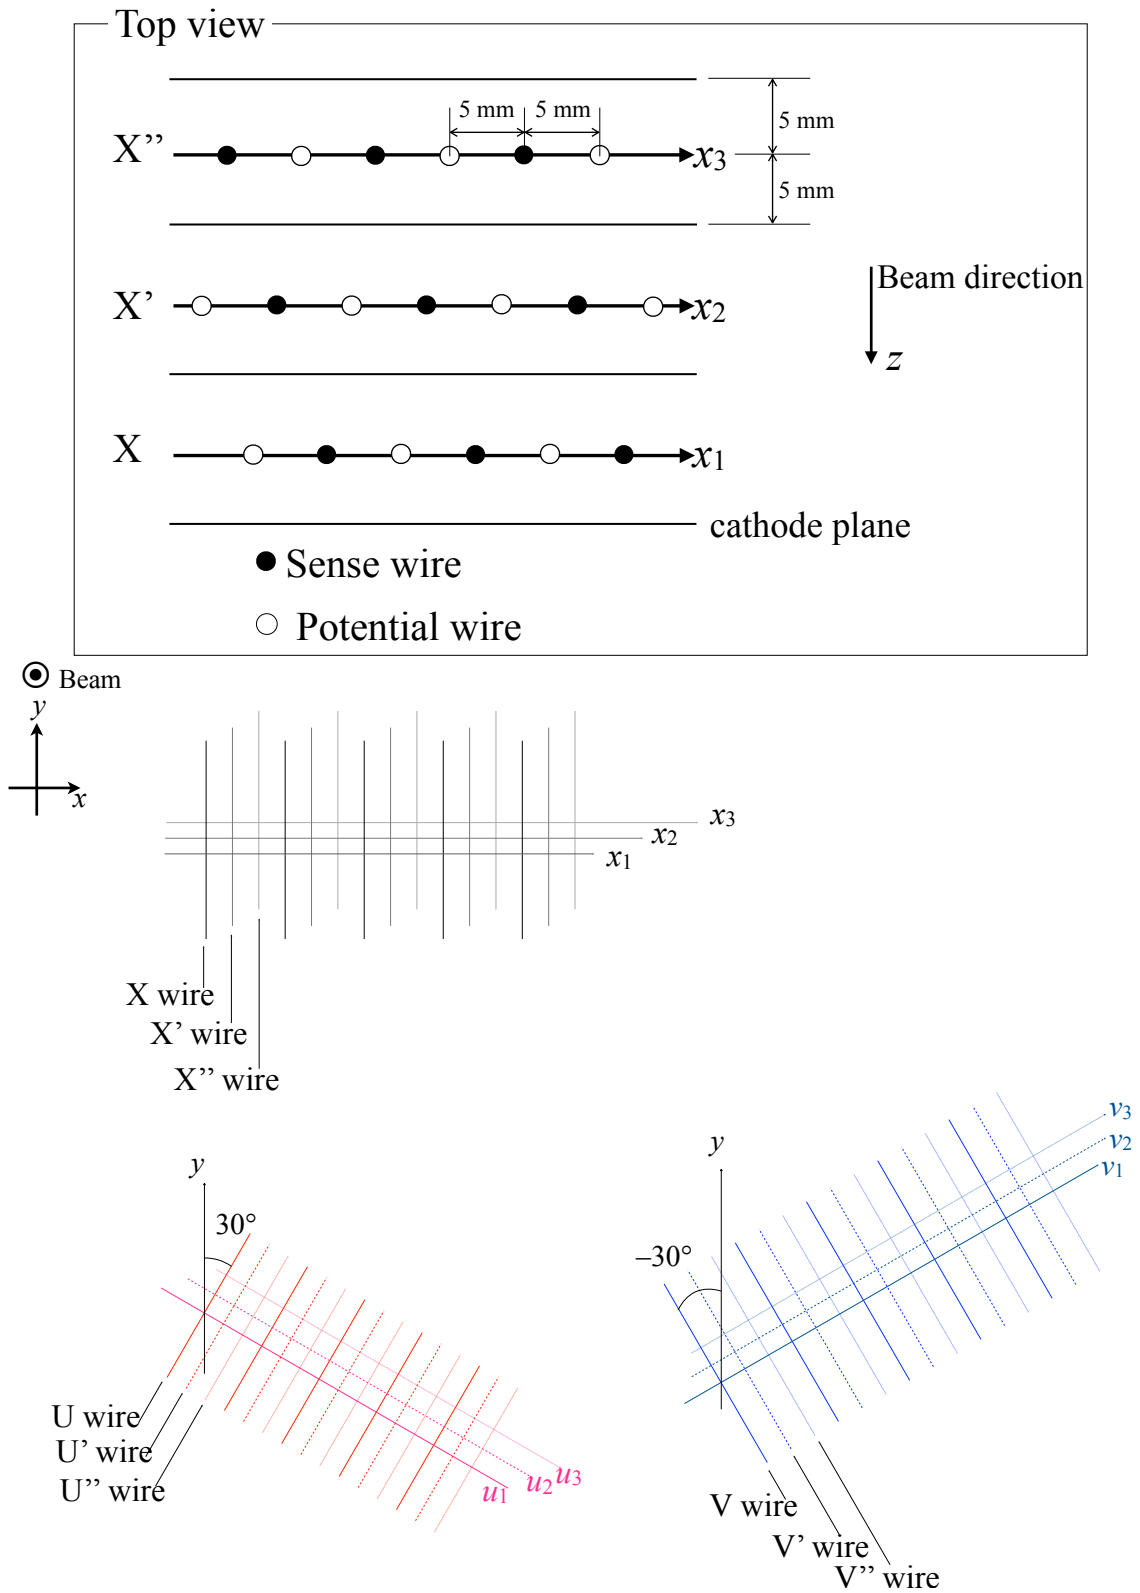 Top view
5 mm 5 mm
5 mm
X’’
x3
5 mm
Beam direction
X’
x2
z
X
x1
cathode plane
Sense wire
Potential wire
Beam
y
x
x3
x2
x1
X wire
X’ wire
X’’ wire
y
30°
U wire
U’ wire
U’’ wire
u1
u2
u3
y
–30°
v3
v2
v1
V wire
V’ wire
V’’ wire